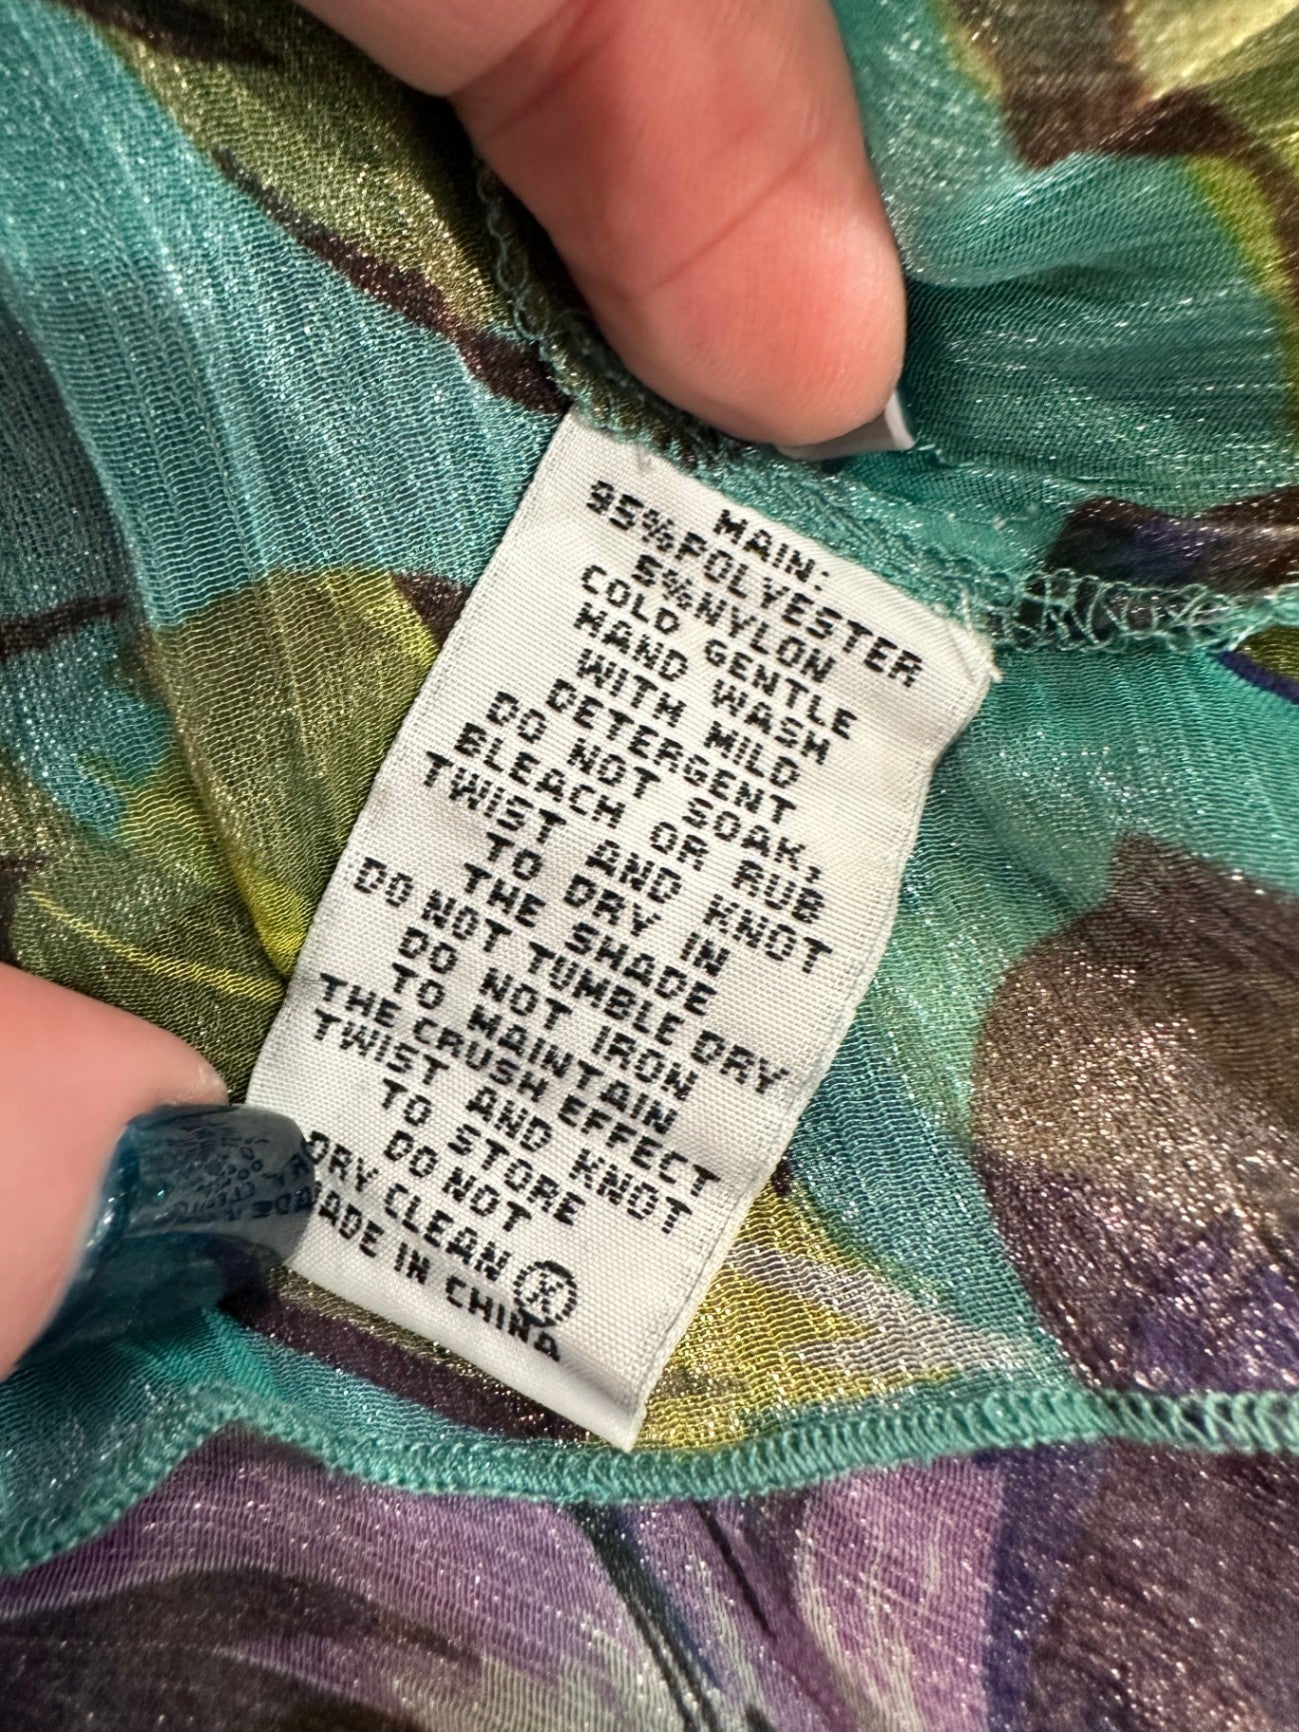 MAIN:
95%POLYESTER
5%NYLON
COLD GENTLE
HAND WASH
WITH MILD
DETERGENT
DO NOT SOAK,
BLEACH OR RUB
TWIST AND KNOT
TO DRY IN
THE SHADE
DO NOT TUMBLE DRY
DO NOT IRON
TO MAINTAIN
THE CRUSH EFFECT
TWIST AND KNOT
TO STORE
DO NOT
DRY CLEAN
MADE IN CHINA